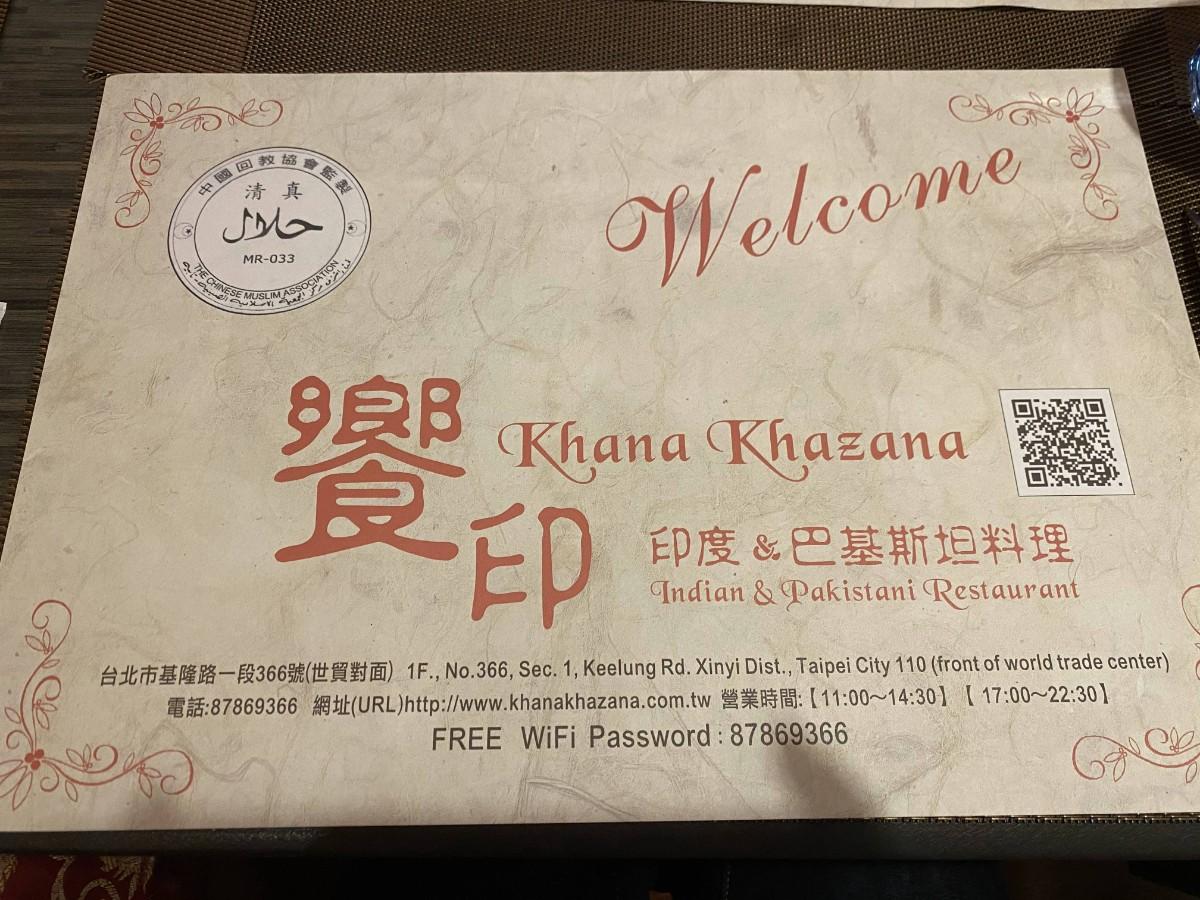 中國回教協會監製
清真
حلال
MR-033
THE CHINESE MUSLIM ASSOCIATION
Welcome
饗印
Khana Khazana
印度 & 巴基斯坦料理
Indian & Pakistani Restaurant
台北市基隆路一段366號(世貿對面) 1F., No.366, Sec. 1, Keelung Rd. Xinyi Dist., Taipei City 110 (front of world trade center)
電話:87869366 網址(URL)http://www.khanakhazana.com.tw 營業時間:【11:00～14:30】【 17:00～22:30】
FREE WiFi Password : 87869366